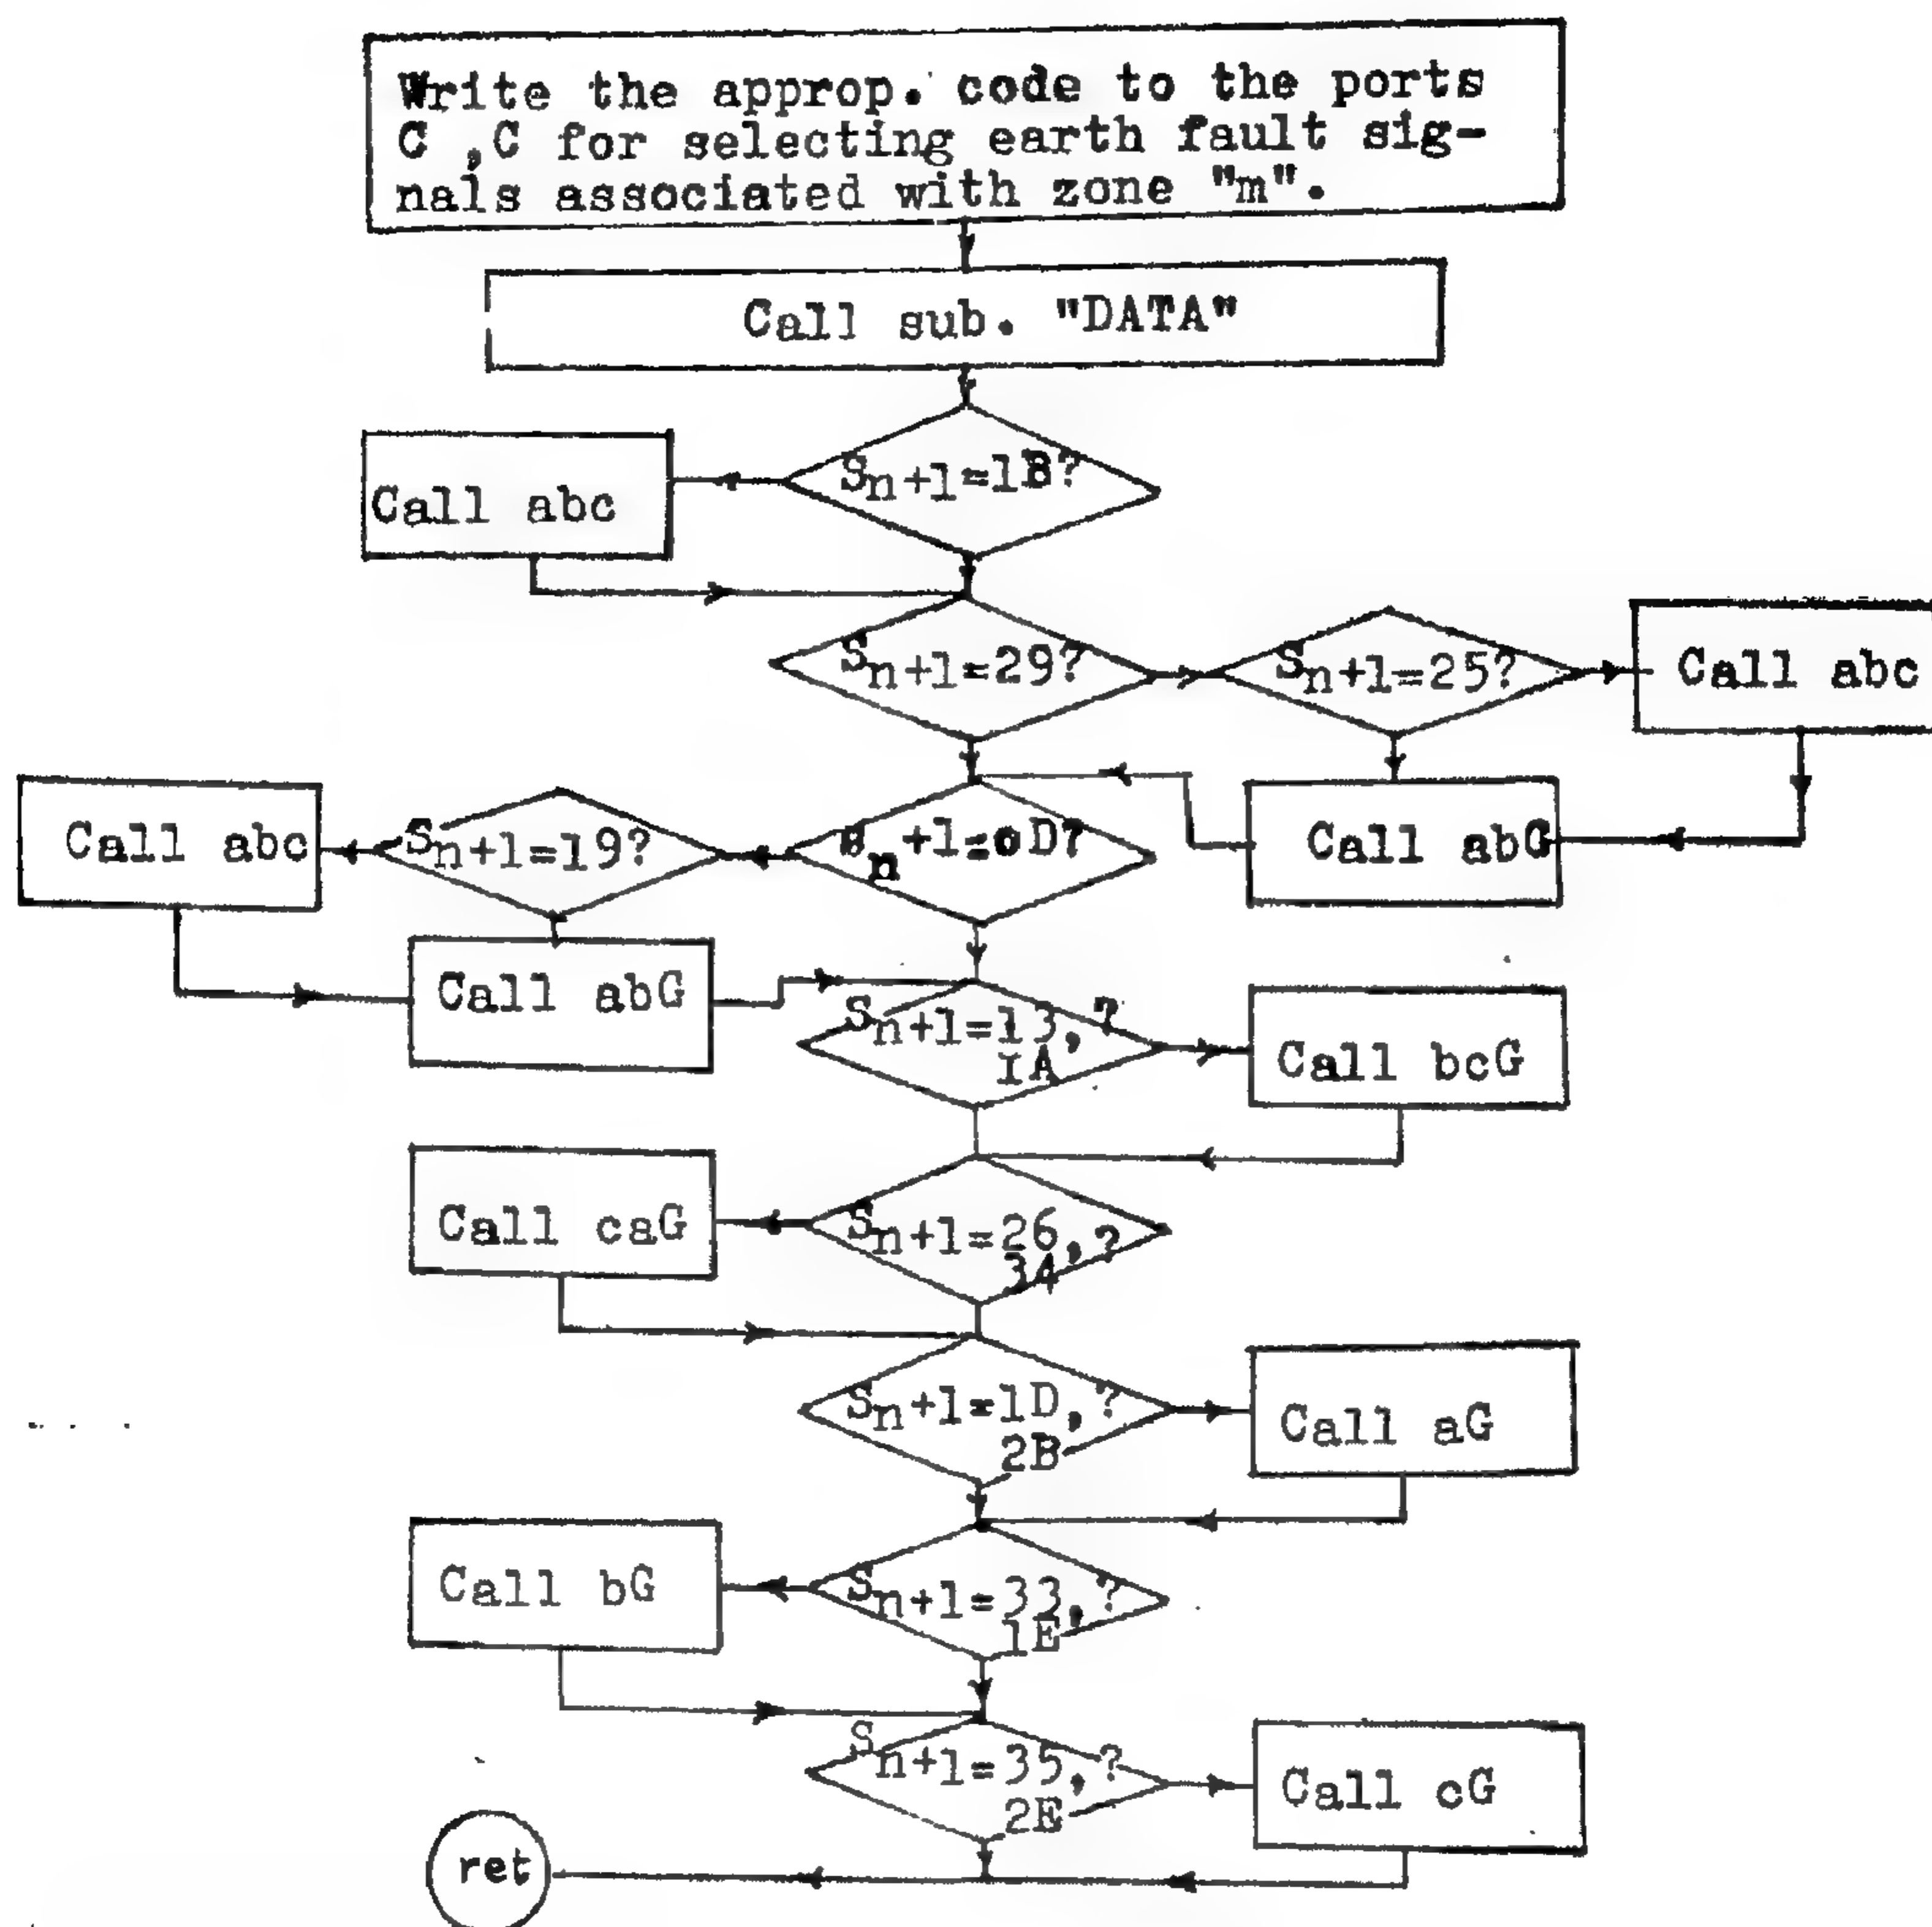 Write the approp. code to the ports
C ,C for selecting earth fault sig-
nals associated with zone "m".
Call sub. "DATA"
Sn+1=1B?
Call abc
Sn+1=29?
Sn+1=25?
Call abc
Call abc
Sn+1=19?
Sn+1=0D?
Call abG
Call abG
Sn+1=13,?
1A
Call bcG
Call caG
Sn+1=26,?
34
Sn+1=1D,?
2B
Call aG
Call bG
Sn+1=33,?
1E
Sn+1=35,?
2E
Call cG
ret